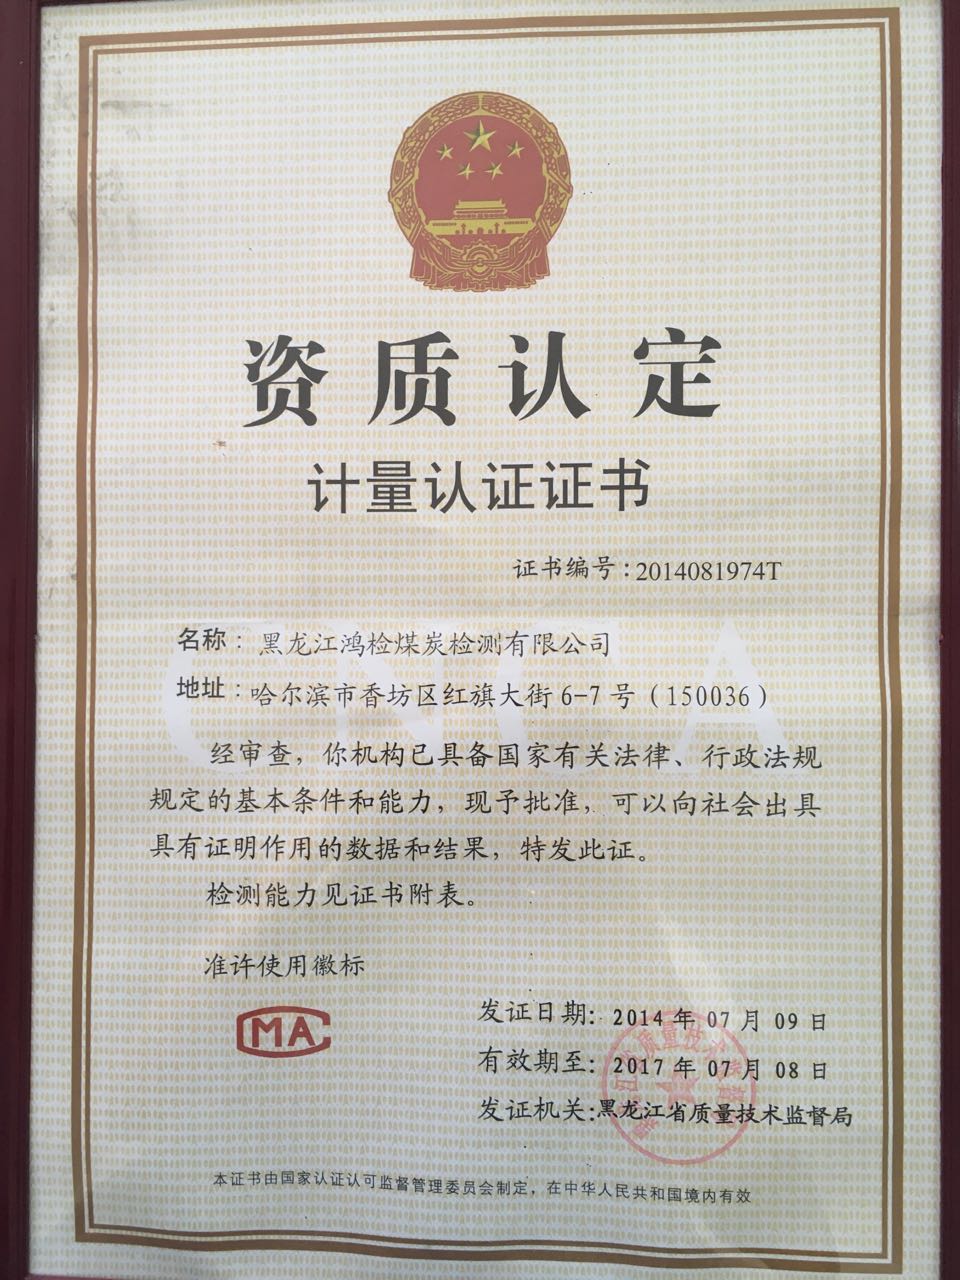 资质认定
计量认证证书
证书编号：2014081974T
名称：黑龙江鸿检煤炭检测有限公司
地址：哈尔滨市香坊区红旗大街6-7号（150036）
经审查，你机构已具备国家有关法律、行政法规
规定的基本条件和能力，现予批准，可以向社会出具
具有证明作用的数据和结果，特发此证。
检测能力见证书附表。
准许使用徽标
MA
发证日期：2014年07月09日
有效期至：2017年07月08日
发证机关：黑龙江省质量技术监督局
本证书由国家认证认可监督管理委员会制定，在中华人民共和国境内有效
CNCA